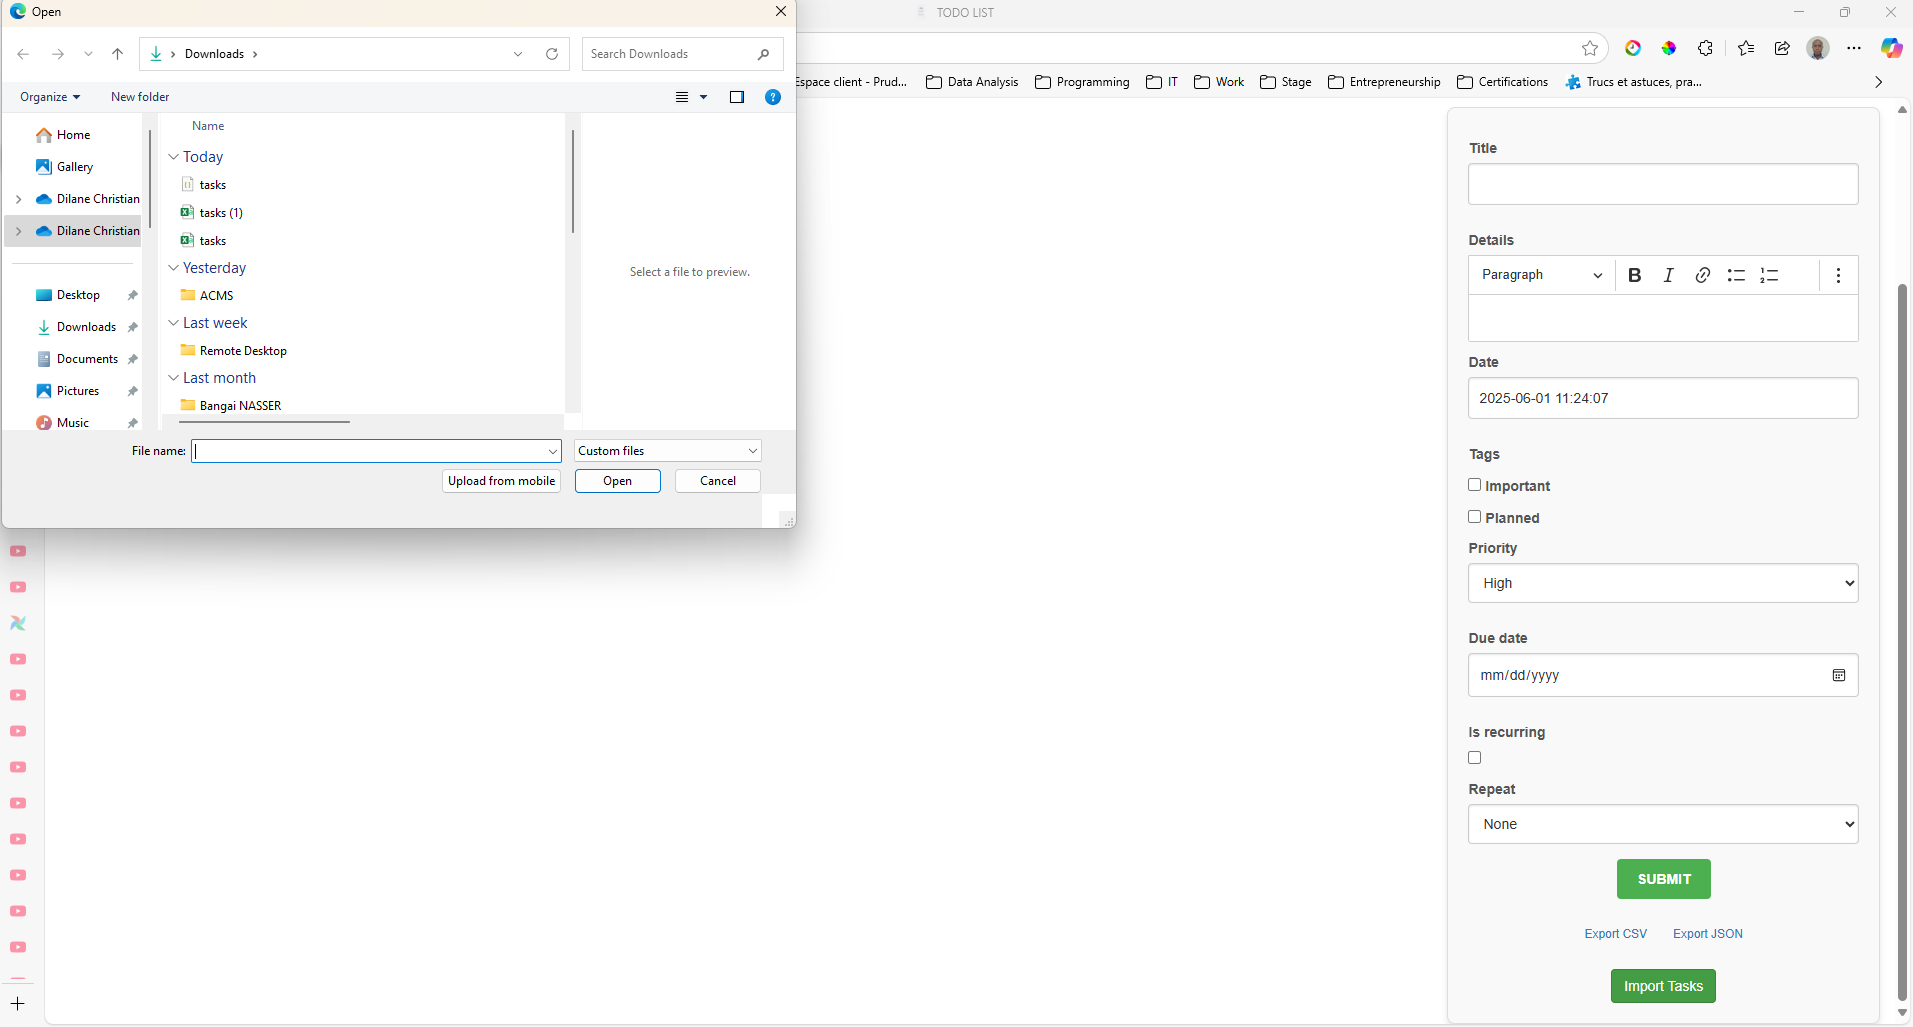 Open
TODO LIST
Downloads
Search Downloads
Organize
New folder
Espace client - Prud...
Data Analysis
Programming
IT
Work
Stage
Entrepreneurship
Certifications
Trucs et astuces, pra...
Home
Gallery
Dilane Christian
Dilane Christian
Desktop
Downloads
Documents
Pictures
Music
Name
Today
tasks
tasks (1)
tasks
Yesterday
ACMS
Last week
Remote Desktop
Last month
Bangai NASSER
Select a file to preview.
File name:
Custom files
Upload from mobile
Open
Cancel
Title
Details
Paragraph
Date
2025-06-01 11:24:07
Tags
Important
Planned
Priority
High
Due date
mm/dd/yyyy
Is recurring
Repeat
None
SUBMIT
Export CSV
Export JSON
Import Tasks